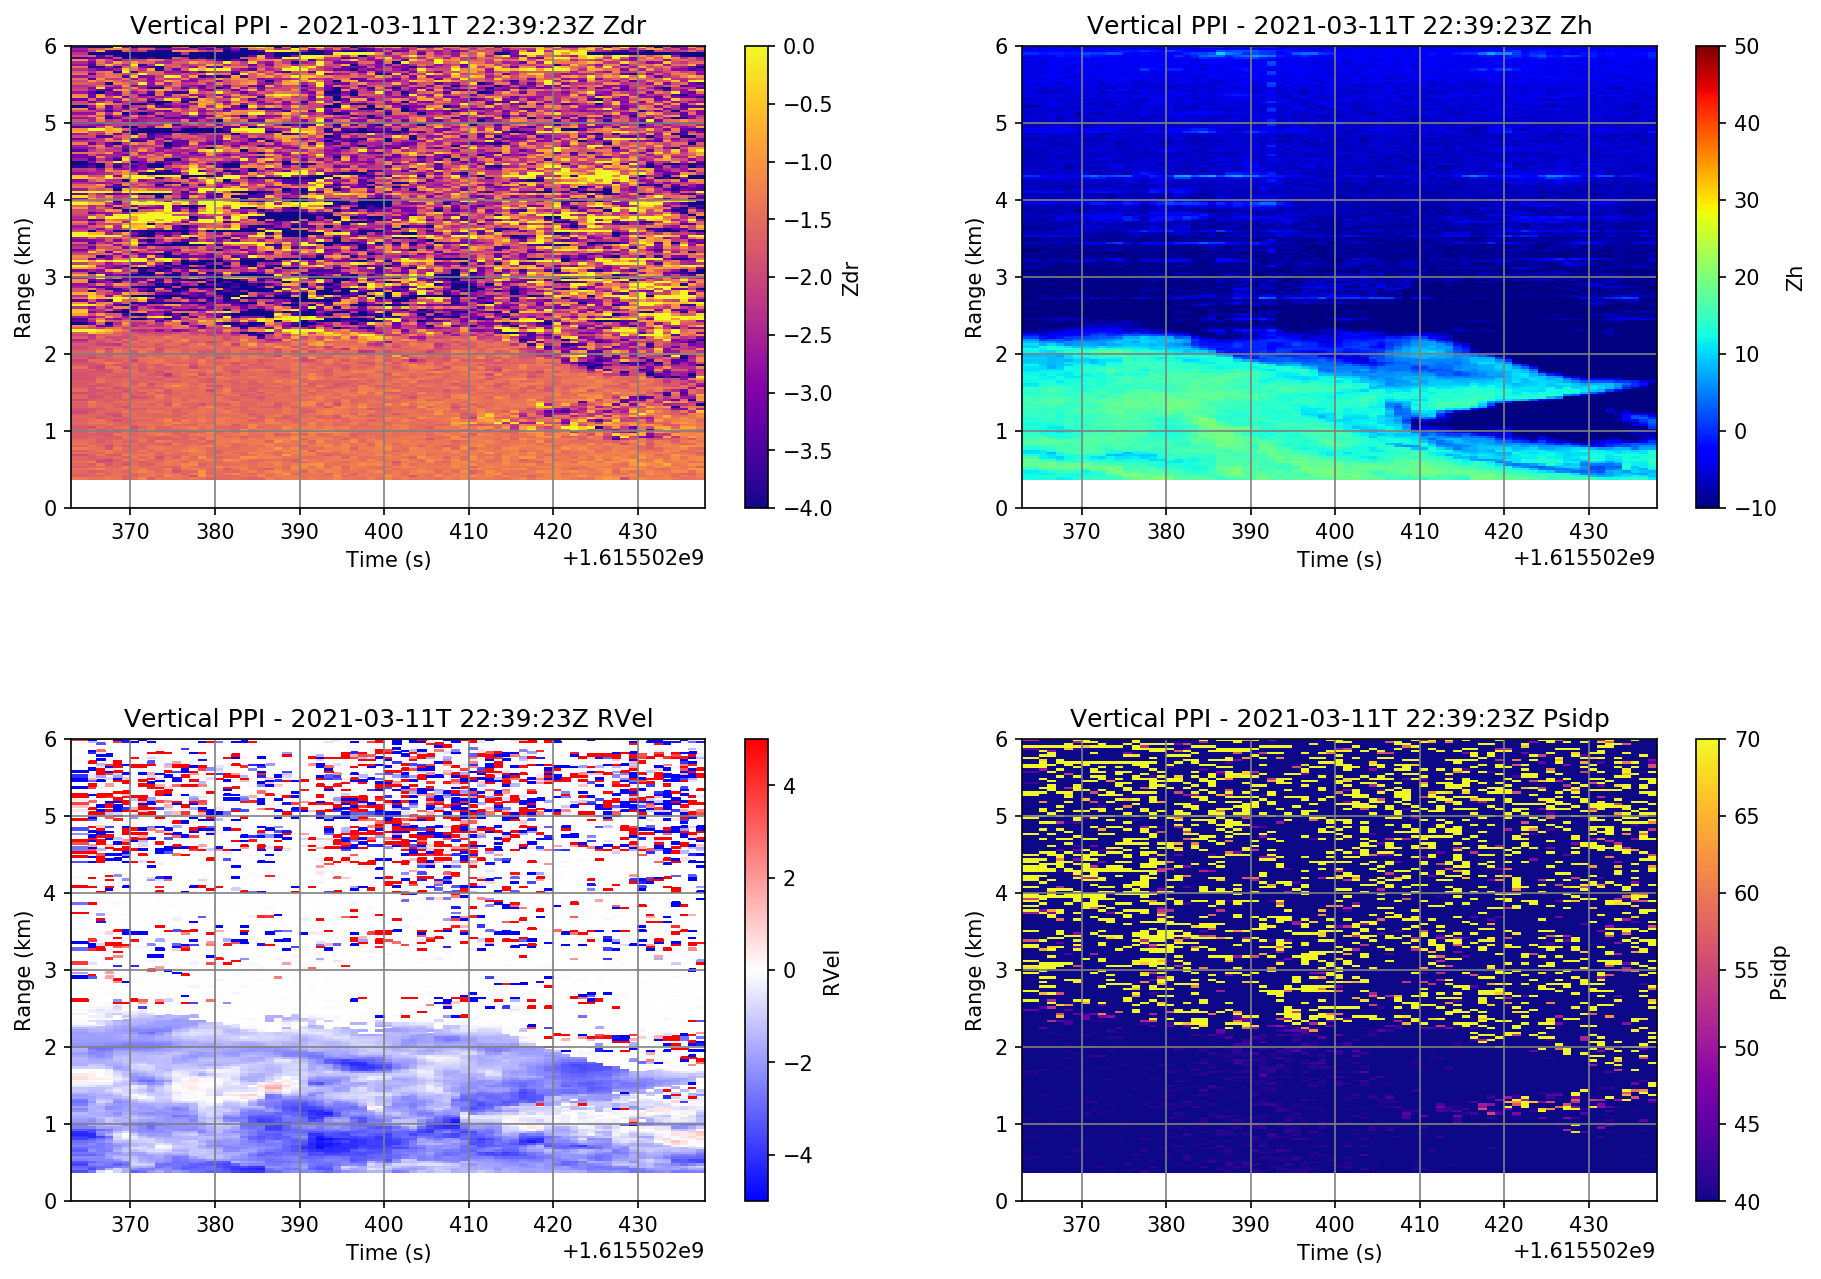 Vertical PPI - 2021-03-11T 22:39:23Z Zdr
6
5
4
3
2
1
0
Range (km)
370 380 390 400 410 420 430
Time (s)
+1.615502e9
0.0
−0.5
−1.0
−1.5
−2.0
−2.5
−3.0
−3.5
−4.0
Zdr
Vertical PPI - 2021-03-11T 22:39:23Z Zh
6
5
4
3
2
1
0
Range (km)
370 380 390 400 410 420 430
Time (s)
+1.615502e9
50
40
30
20
10
0
−10
Zh
Vertical PPI - 2021-03-11T 22:39:23Z RVel
6
5
4
3
2
1
0
Range (km)
370 380 390 400 410 420 430
Time (s)
+1.615502e9
4
2
0
−2
−4
RVel
Vertical PPI - 2021-03-11T 22:39:23Z Psidp
6
5
4
3
2
1
0
Range (km)
370 380 390 400 410 420 430
Time (s)
+1.615502e9
70
65
60
55
50
45
40
Psidp